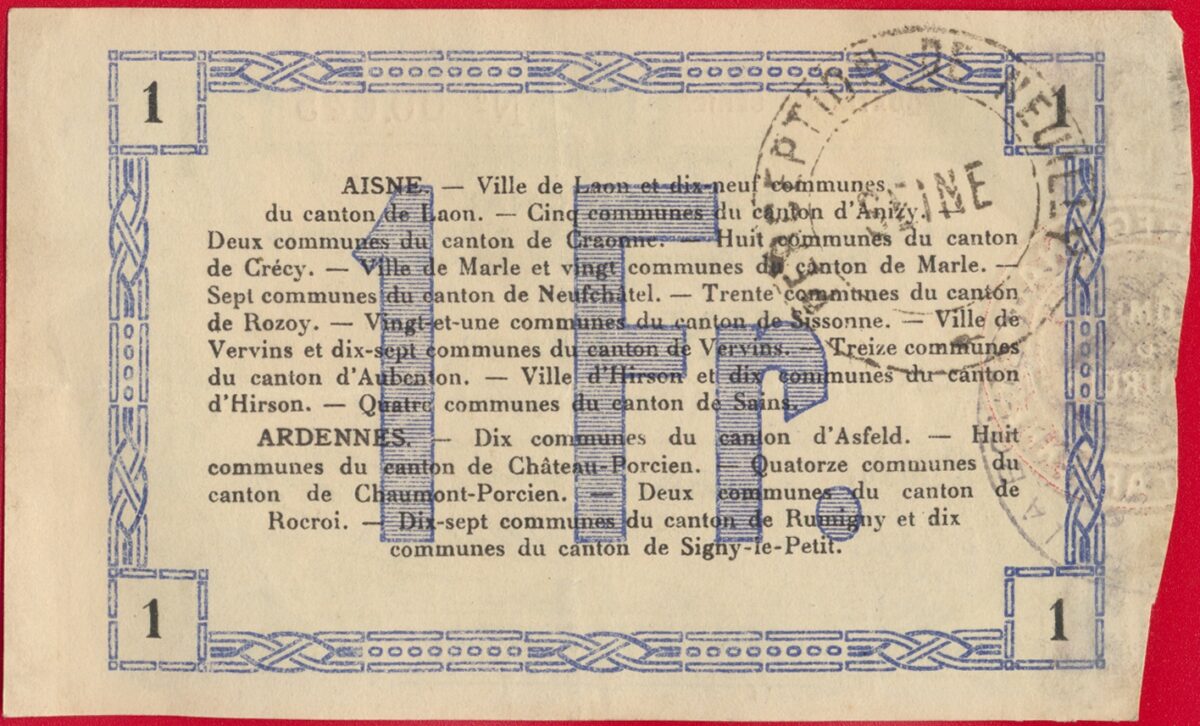 1 1
AISNE. — Ville de Laon et dix-neuf communes
du canton de Laon. — Cinq communes du canton d'Anizy.
Deux communes du canton de Craonne. — Huit communes du canton
de Crécy. — Ville de Marle et vingt communes du canton de Marle. —
Sept communes du canton de Neufchâtel. — Trente communes du canton
de Rozoy. — Vingt-et-une communes du canton de Sissonne. — Ville de
Vervins et dix-sept communes du canton de Vervins. — Treize communes
du canton d'Aubenton. — Ville d'Hirson et dix communes du canton
d'Hirson. — Quatre communes du canton de Sains.
ARDENNES. — Dix communes du canton d'Asfeld. — Huit
communes du canton de Château-Porcien. — Quatorze communes du
canton de Chaumont-Porcien. — Deux communes du canton de
Rocroi. — Dix-sept communes du canton de Rumigny et dix
communes du canton de Signy-le-Petit.
1 Fr.
1 1
DE NEUILLY
SEINE